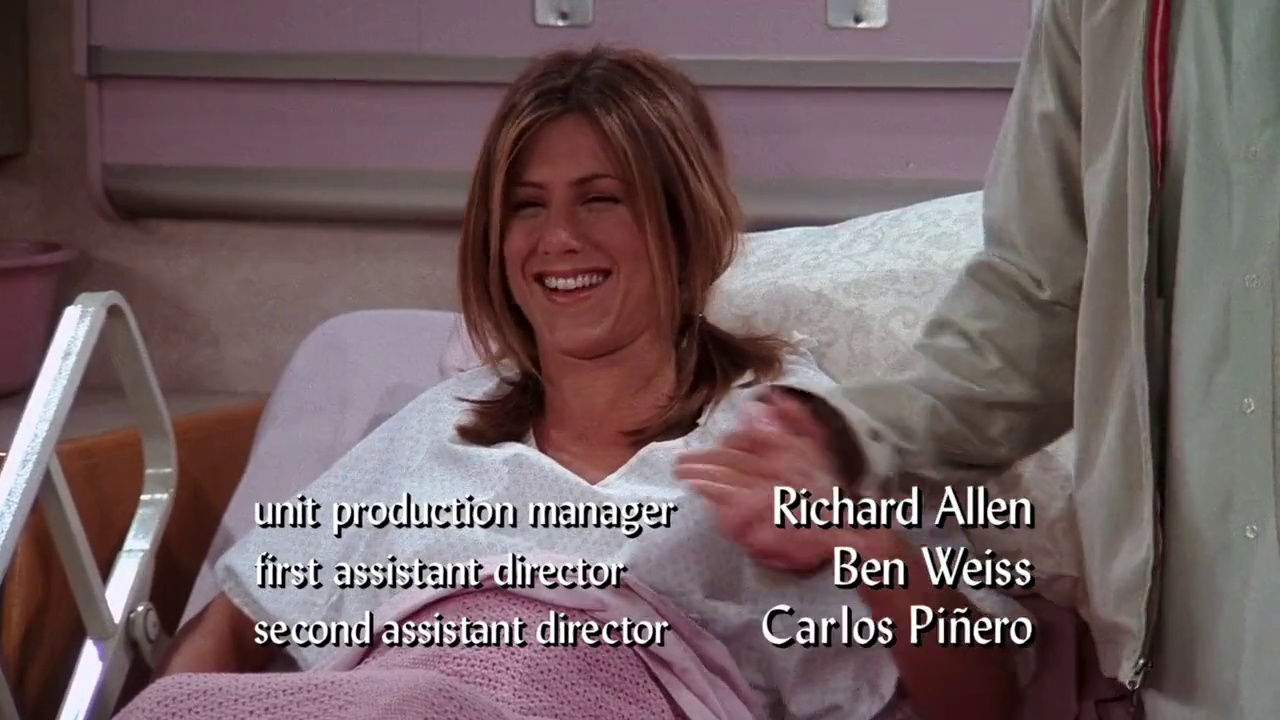 unit production manager Richard Allen
first assistant director Ben Weiss
second assistant director Carlos Piñero